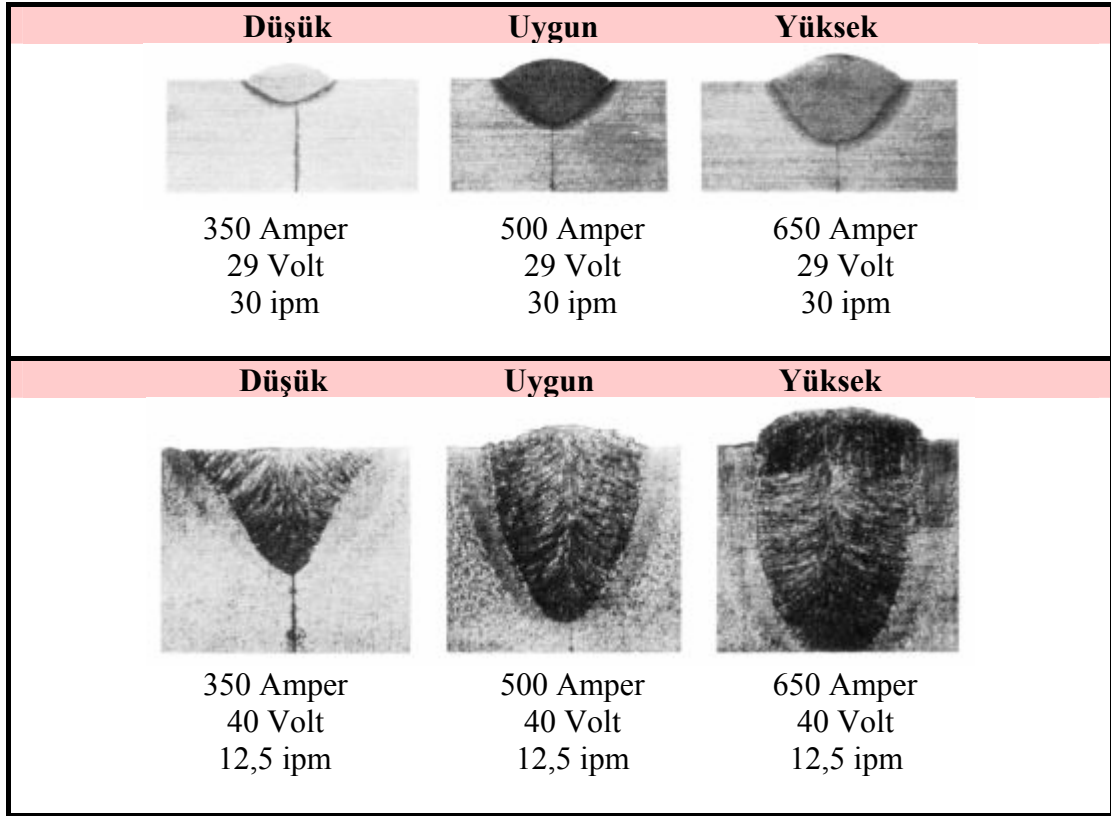 Düşük Uygun Yüksek
350 Amper 500 Amper 650 Amper
29 Volt 29 Volt 29 Volt
30 ipm 30 ipm 30 ipm
Düşük Uygun Yüksek
350 Amper 500 Amper 650 Amper
40 Volt 40 Volt 40 Volt
12,5 ipm 12,5 ipm 12,5 ipm